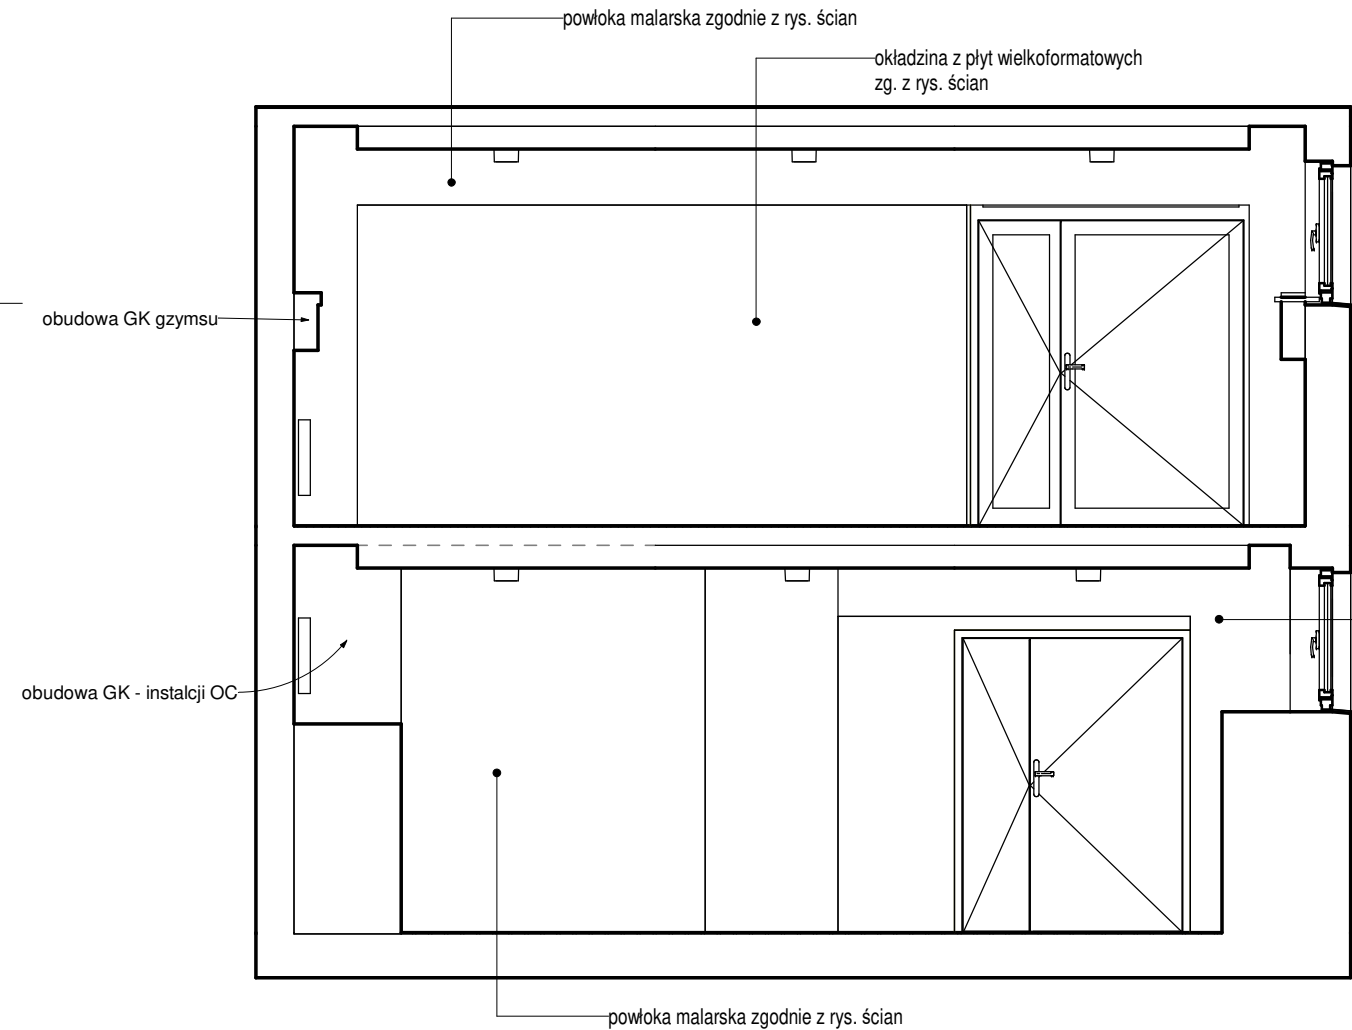 powłoka malarska zgodnie z rys. ścian
okładzina z płyt wielkoformatowych
zg. z rys. ścian
obudowa GK gzymsu
obudowa GK - instalcji OC
powłoka malarska zgodnie z rys. ścian